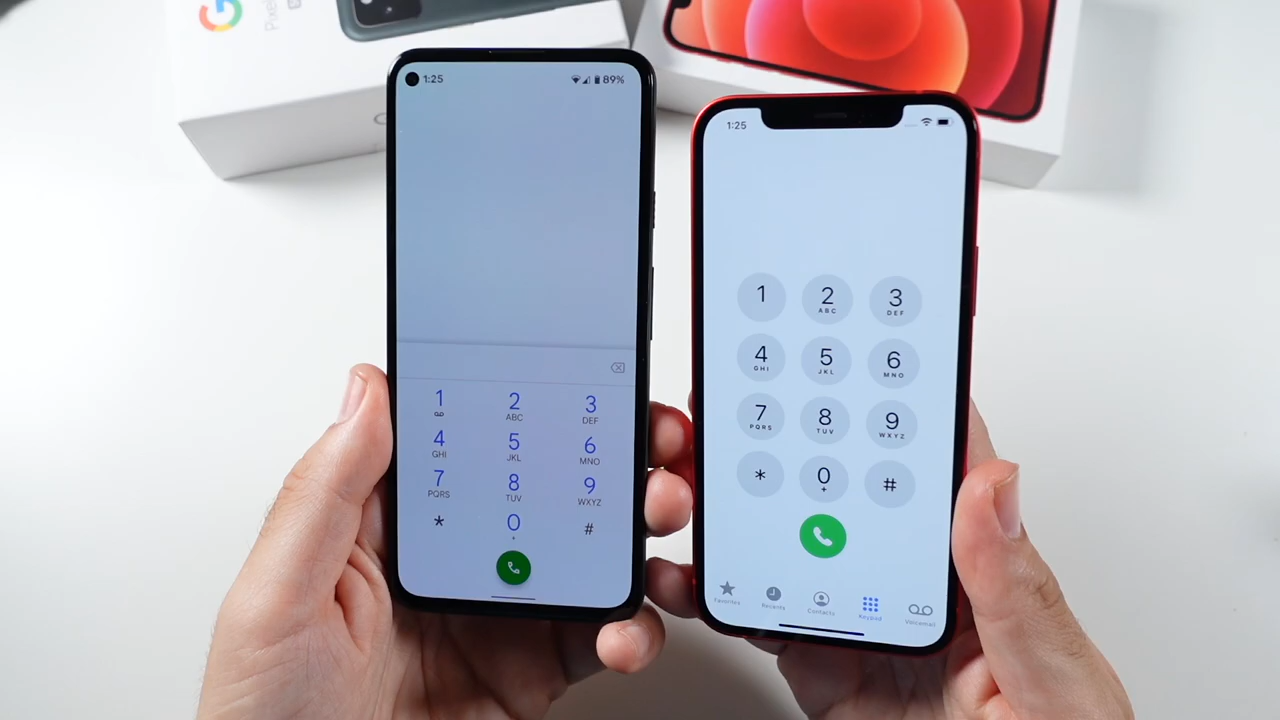 G
Pixel
1:25
89%
1
2
ABC
3
DEF
4
GHI
5
JKL
6
MNO
7
PQRS
8
TUV
9
WXYZ
*
0
+
#
1:25
1
2
ABC
3
DEF
4
GHI
5
JKL
6
MNO
7
PQRS
8
TUV
9
WXYZ
*
0
+
#
Favorites
Recents
Contacts
Keypad
Voicemail